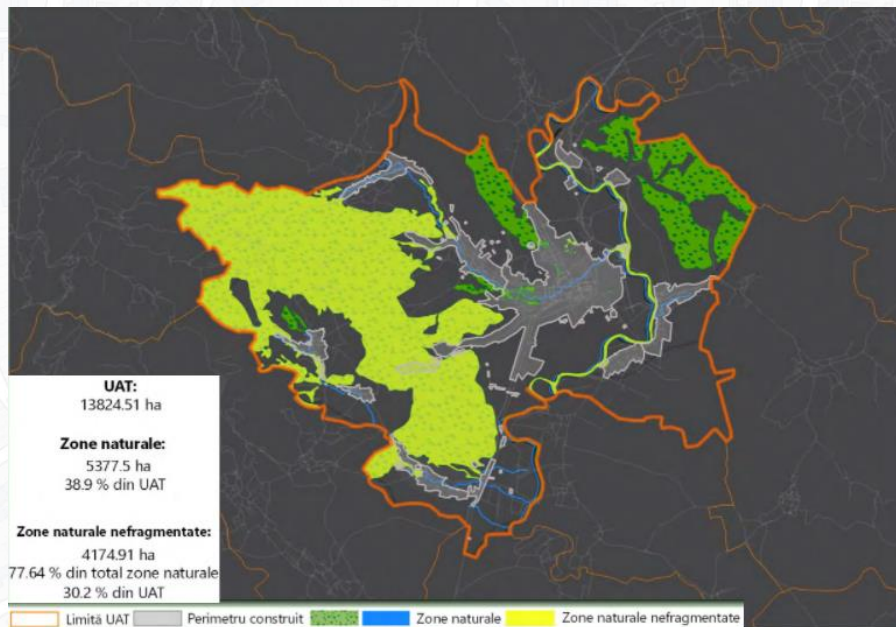 UAT:
13824.51 ha
Zone naturale:
5377.5 ha
38.9 % din UAT
Zone naturale nefragmentate:
4174.91 ha
77.64 % din total zone naturale
30.2 % din UAT
Limită UAT Perimetru construit Zone naturale Zone naturale nefragmentate